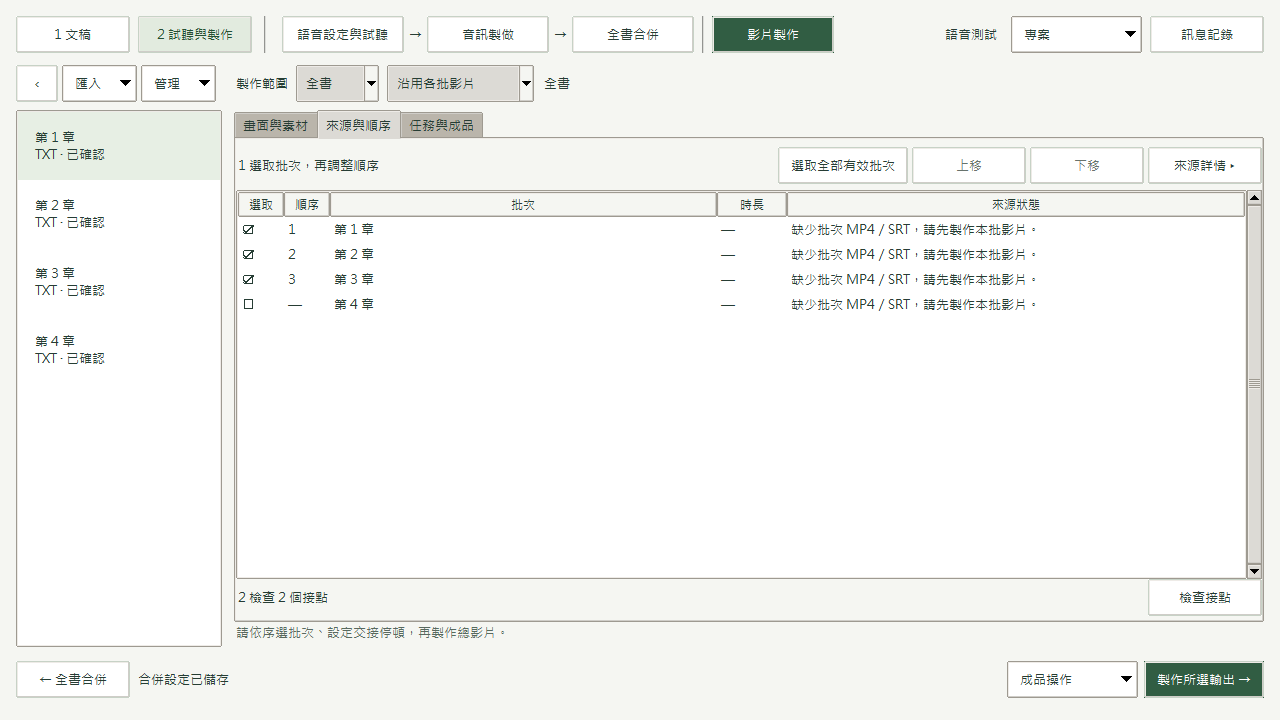 1 文稿
2 試聽與製作
語音設定與試聽 → 音訊製做 → 全書合併
影片製作
語音測試
專案
訊息記錄
‹
匯入
管理
製作範圍
全書
沿用各批影片
全書
第 1 章
TXT · 已確認
第 2 章
TXT · 已確認
第 3 章
TXT · 已確認
第 4 章
TXT · 已確認
畫面與素材
來源與順序
任務與成品
1 選取批次，再調整順序
選取全部有效批次
上移
下移
來源詳情 ▸
選取 順序 批次 時長 來源狀態
1 第 1 章 — 缺少批次 MP4 / SRT，請先製作本批影片。
2 第 2 章 — 缺少批次 MP4 / SRT，請先製作本批影片。
3 第 3 章 — 缺少批次 MP4 / SRT，請先製作本批影片。
— 第 4 章 — 缺少批次 MP4 / SRT，請先製作本批影片。
2 檢查 2 個接點
檢查接點
請依序選批次、設定交接停頓，再製作總影片。
← 全書合併
合併設定已儲存
成品操作
製作所選輸出 →